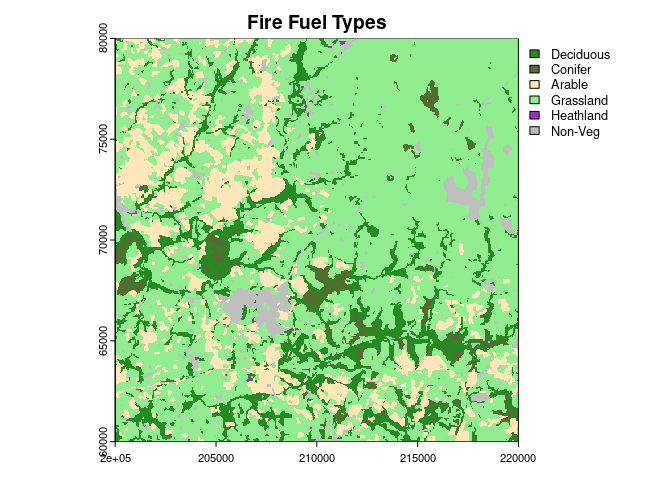 Fire Fuel Types
80000
75000
70000
65000
60000
2e+05
205000
210000
215000
220000
Deciduous
Conifer
Arable
Grassland
Heathland
Non-Veg